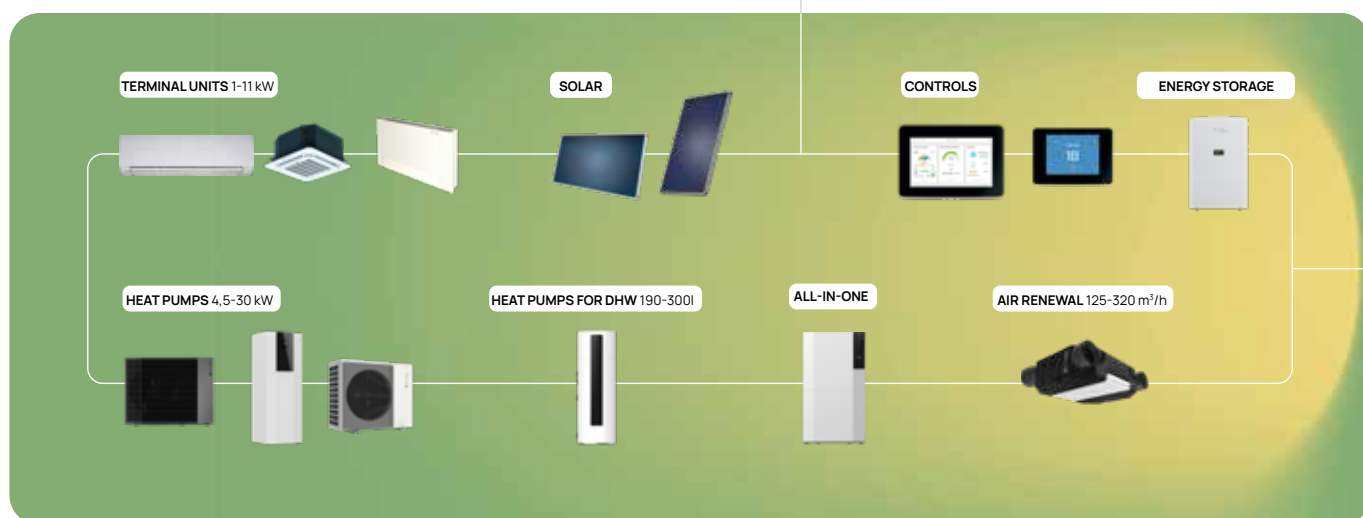 TERMINAL UNITS 1-11 kW
SOLAR
CONTROLS
ENERGY STORAGE
HEAT PUMPS 4,5-30 kW
HEAT PUMPS FOR DHW 190-300l
ALL-IN-ONE
AIR RENEWAL 125-320 m³/h